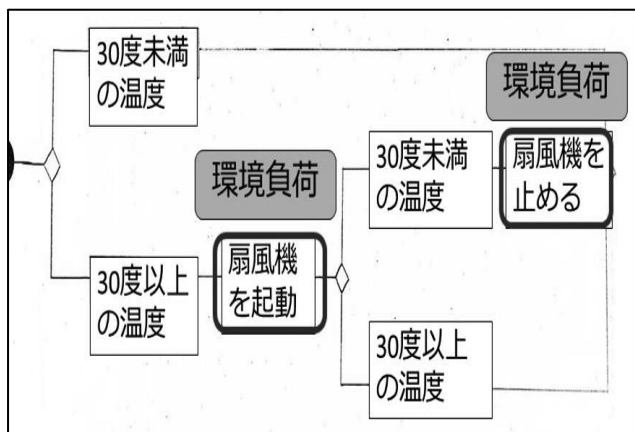 30度未満
の温度
環境負荷
30度以上
の温度
扇風機
を起動
環境負荷
30度未満
の温度
扇風機を
止める
30度以上
の温度